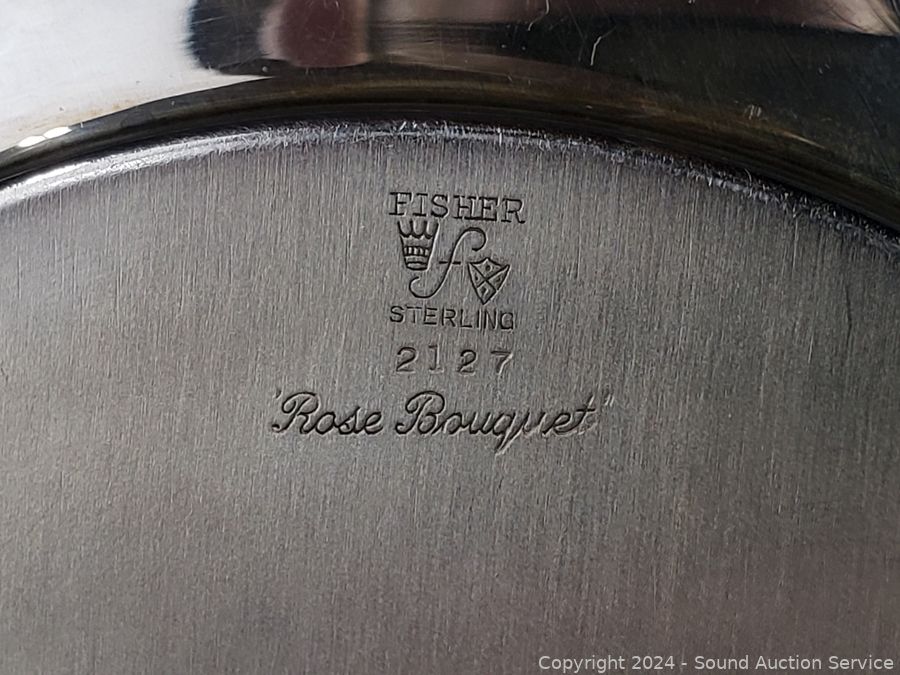 FISHER
f
STERLING
2127
"Rose Bouquet"
Copyright © 2024 - Sound Auction Service